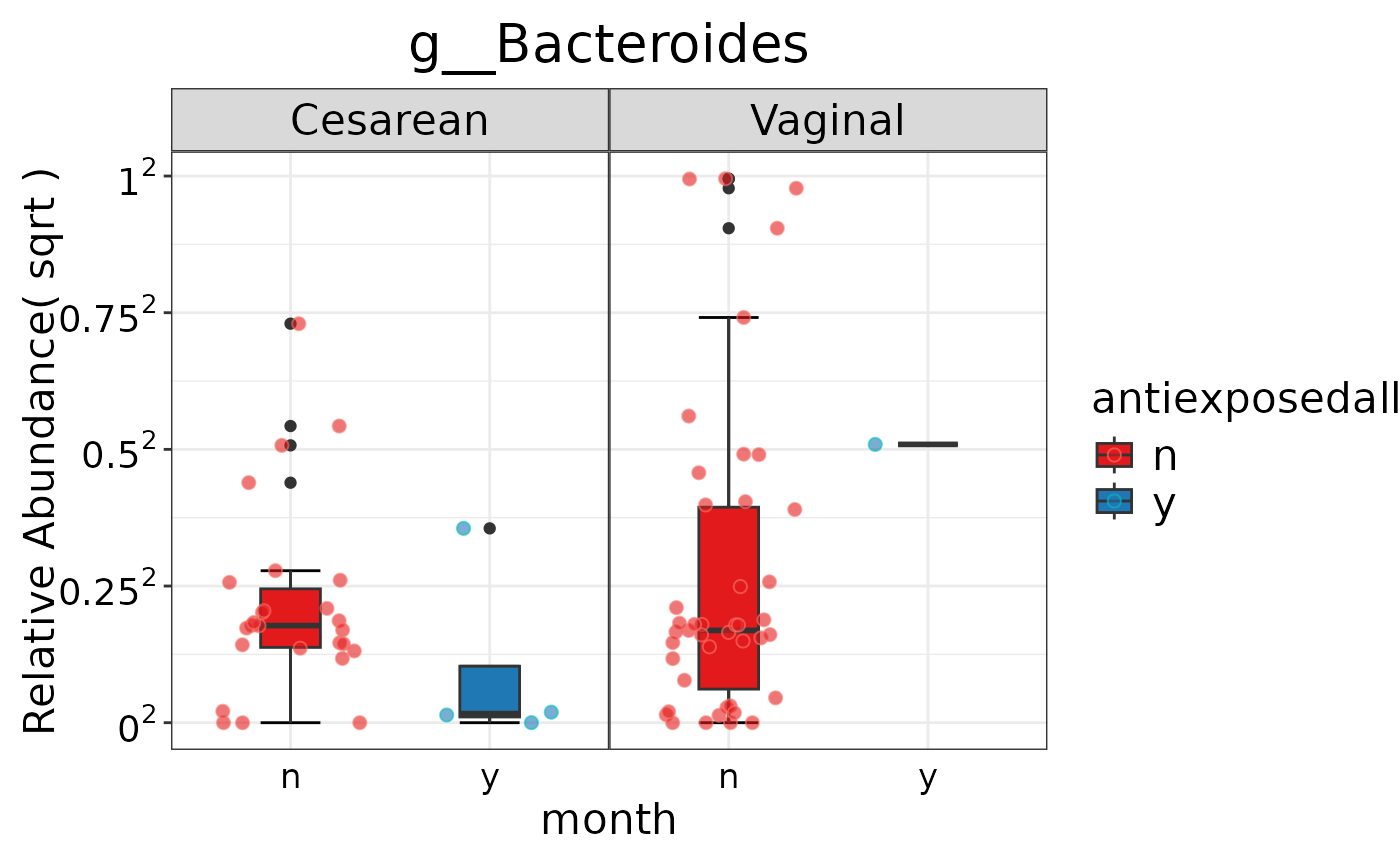 g__Bacteroides
Cesarean Vaginal
Relative Abundance( sqrt )
1²
0.75²
0.5²
0.25²
0²
n y n y
month
antiexposedall
n
y